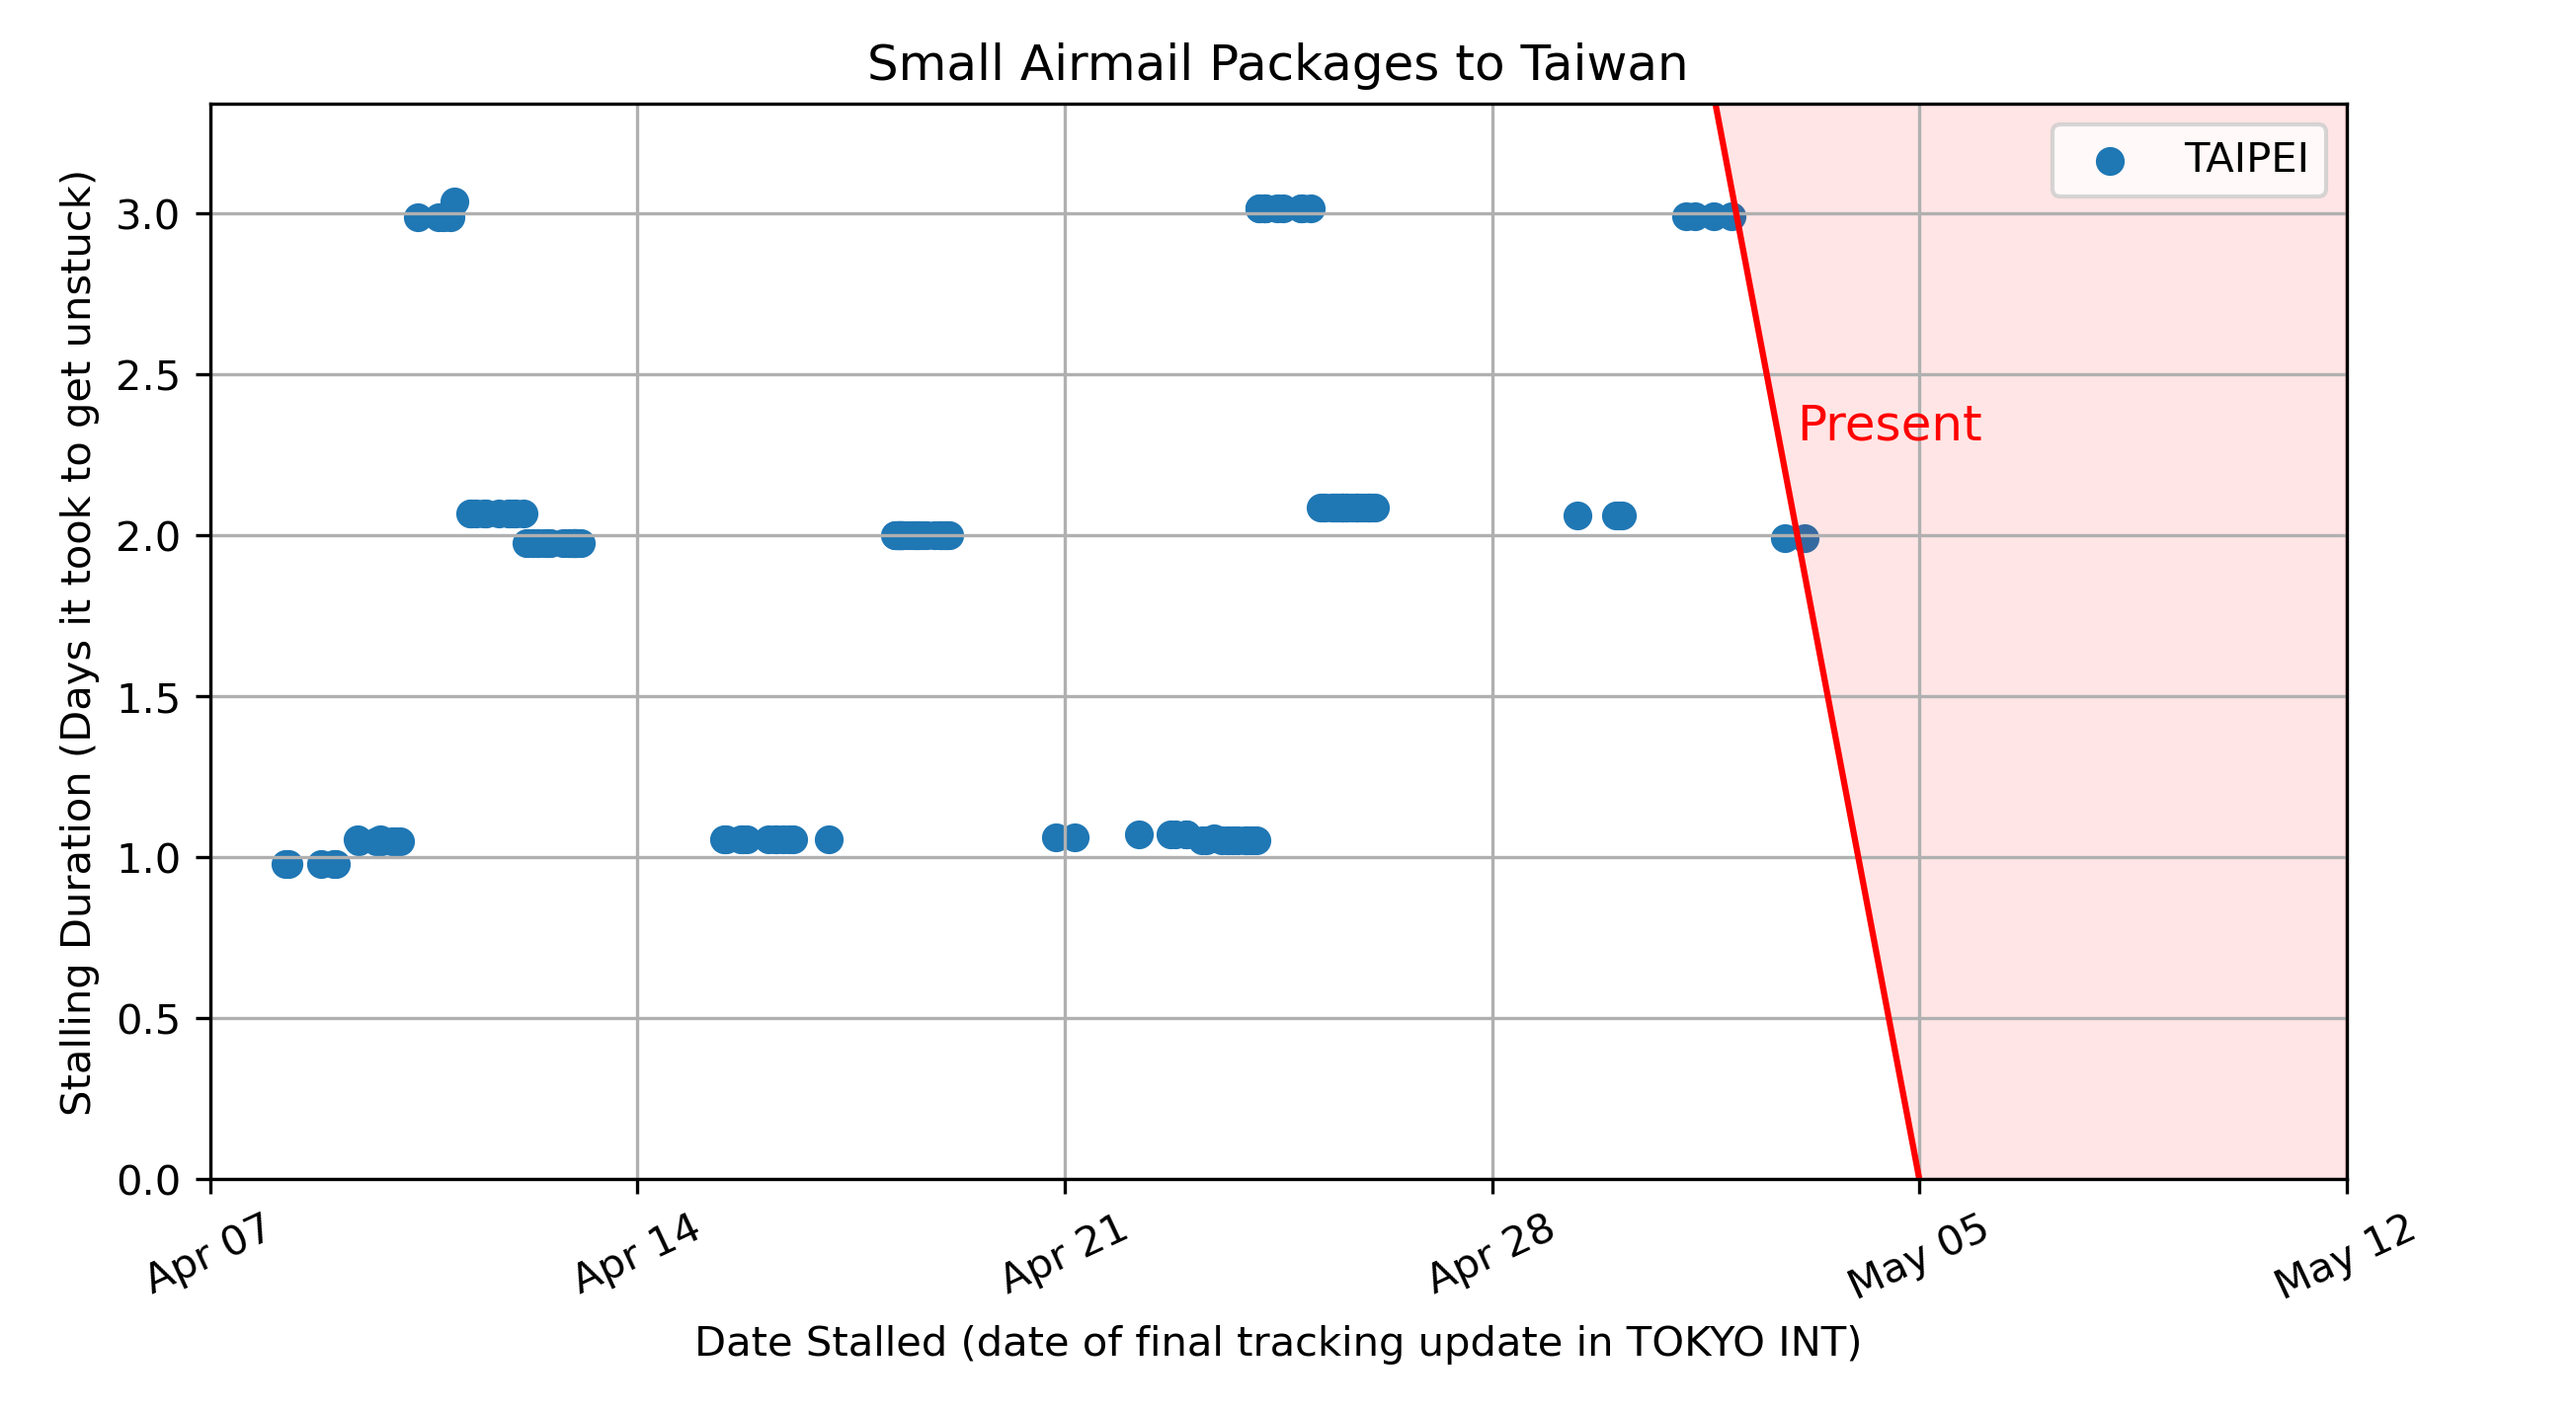 Small Airmail Packages to Taiwan
TAIPEI
Present
Stalling Duration (Days it took to get unstuck)
3.0
2.5
2.0
1.5
1.0
0.5
0.0
Apr 07
Apr 14
Apr 21
Apr 28
May 05
May 12
Date Stalled (date of final tracking update in TOKYO INT)